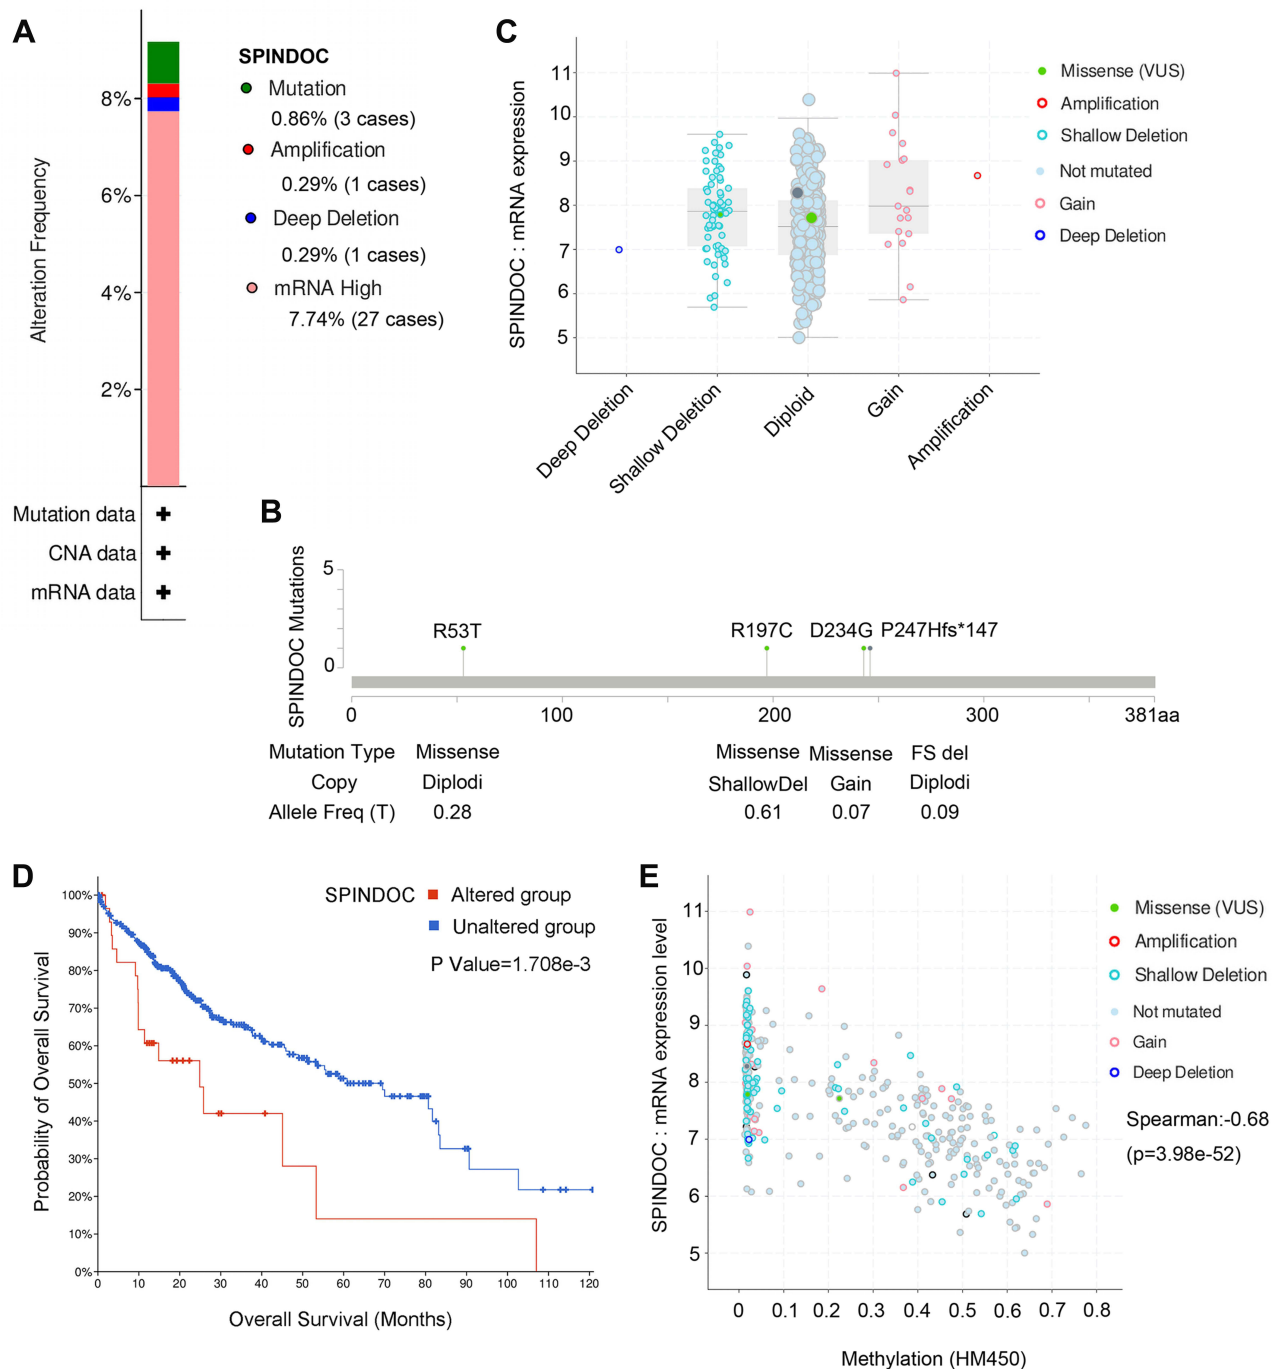 A
SPINDOC
Mutation
0.86% (3 cases)
Amplification
0.29% (1 cases)
Deep Deletion
0.29% (1 cases)
mRNA High
7.74% (27 cases)
Alteration Frequency
8%
6%
4%
2%
Mutation data
CNA data
mRNA data
C
SPINDOC : mRNA expression
11
10
9
8
7
6
5
Deep Deletion
Shallow Deletion
Diploid
Gain
Amplification
Missense (VUS)
Amplification
Shallow Deletion
Not mutated
Gain
Deep Deletion
B
SPINDOC Mutations
5
0
R53T R197C D234G P247Hfs*147
0 100 200 300 381aa
Mutation Type Missense Missense Missense FS del
Copy Diplodi ShallowDel Gain Diplodi
Allele Freq (T) 0.28 0.61 0.07 0.09
D
SPINDOC Altered group
Unaltered group
P Value=1.708e-3
Probability of Overall Survival
100%
90%
80%
70%
60%
50%
40%
30%
20%
10%
0%
0 10 20 30 40 50 60 70 80 90 100 110 120
Overall Survival (Months)
E
SPINDOC : mRNA expression level
11
10
9
8
7
6
5
0 0.1 0.2 0.3 0.4 0.5 0.6 0.7 0.8
Methylation (HM450)
Missense (VUS)
Amplification
Shallow Deletion
Not mutated
Gain
Deep Deletion
Spearman:-0.68
(p=3.98e-52)